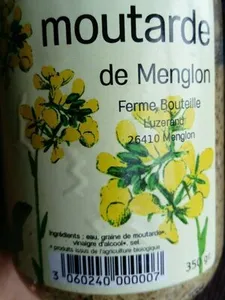 moutarde
de Menglon
Ferme Bouteille
Luzerand
26410 Menglon
Ingrédients : eau, graine de moutarde*
vinaigre d'alcool*, sel
* produits issus de l'agriculture biologique
350 gr
3 060240 000007